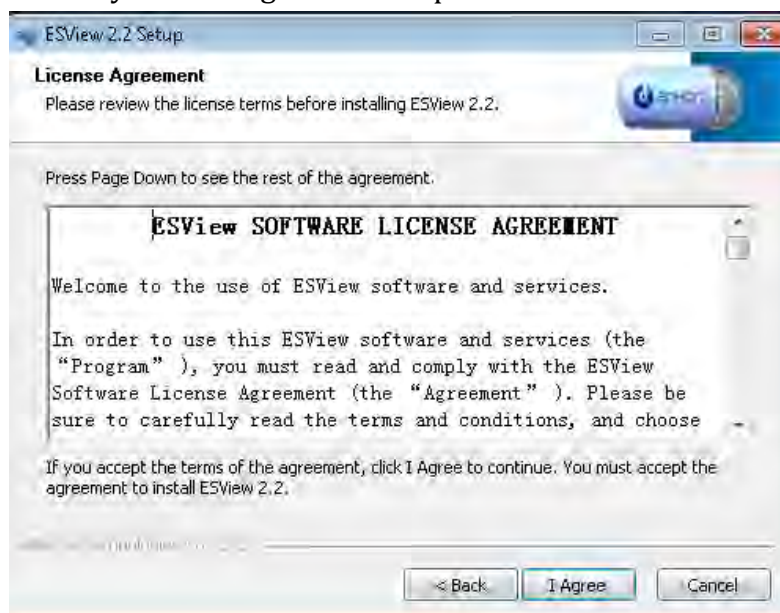 ESView 2.2 Setup
License Agreement
Please review the license terms before installing ESView 2.2.
Press Page Down to see the rest of the agreement.
ESView SOFTWARE LICENSE AGREEMENT
Welcome to the use of ESView software and services.
In order to use this ESView software and services (the
“Program” ), you must read and comply with the ESView
Software License Agreement (the “Agreement” ). Please be
sure to carefully read the terms and conditions, and choose
If you accept the terms of the agreement, click I Agree to continue. You must accept the
agreement to install ESView 2.2.
< Back
I Agree
Cancel